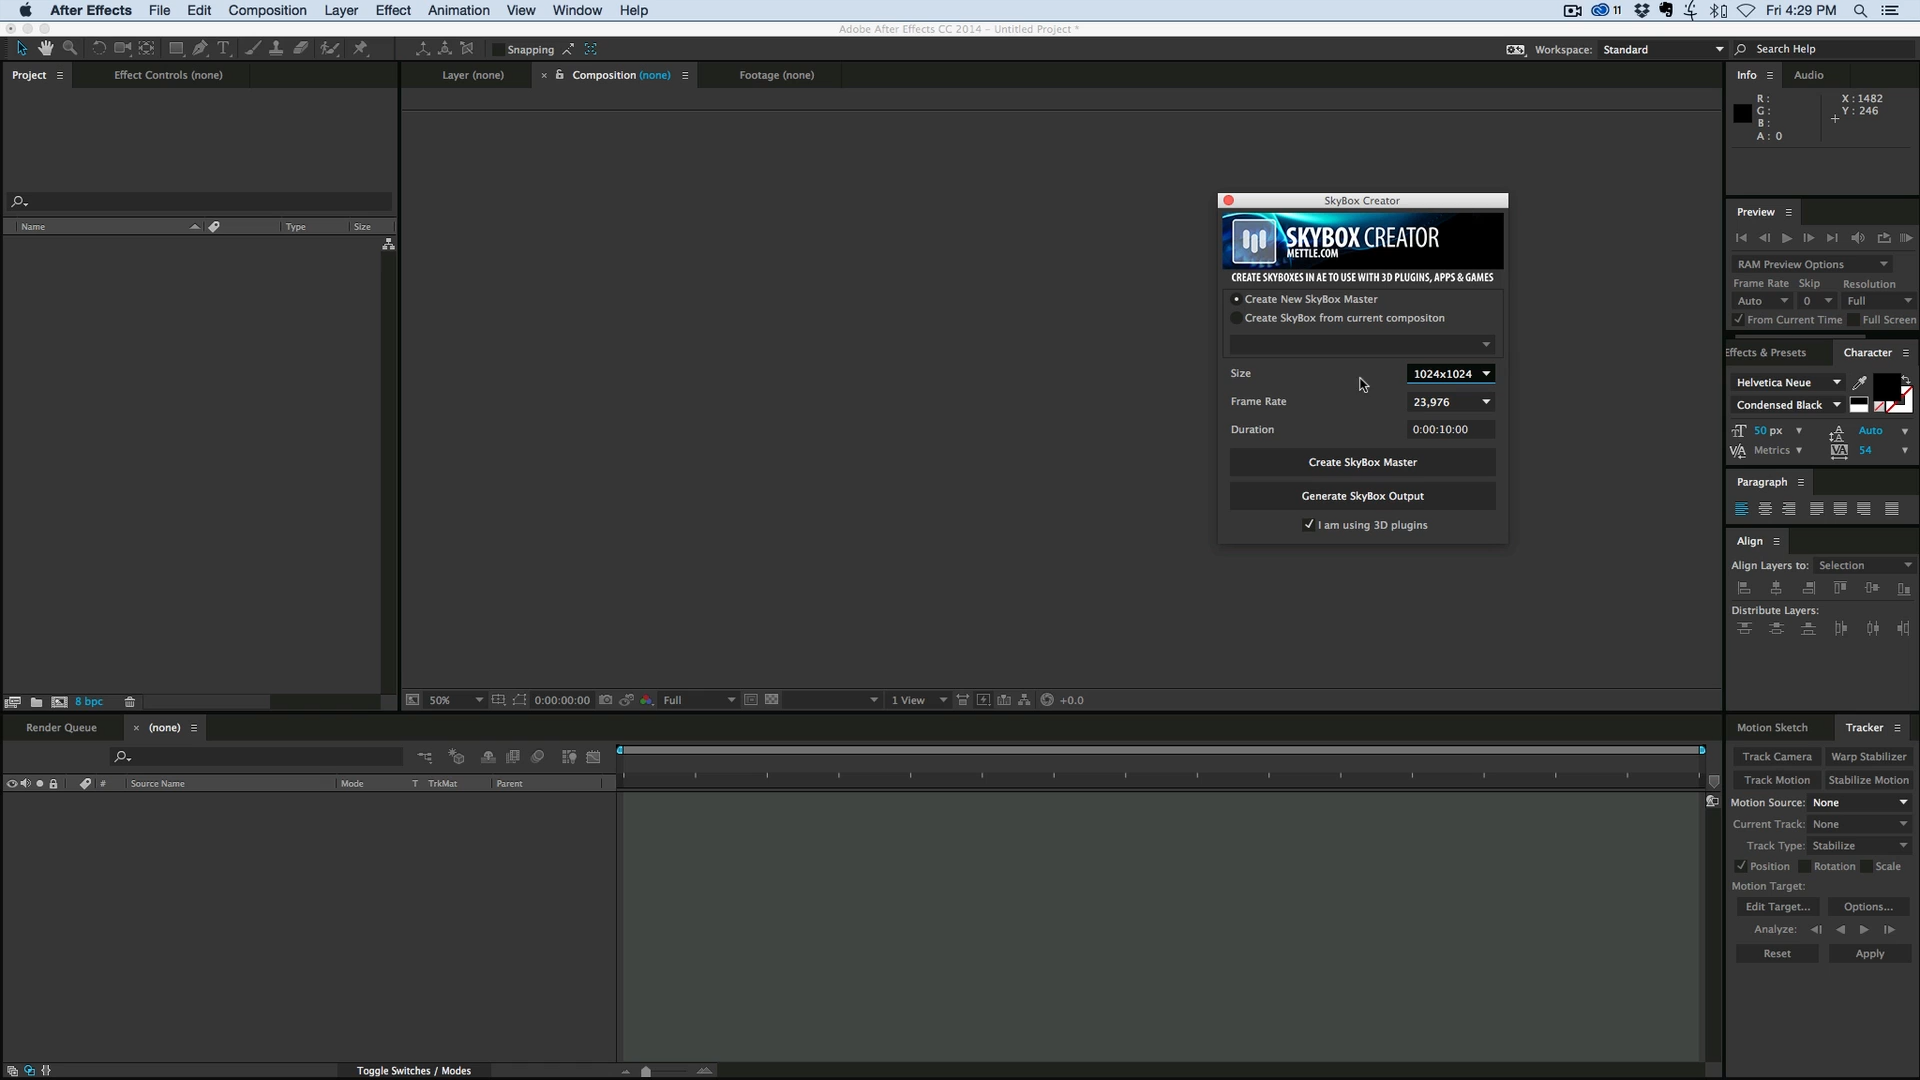 After Effects File Edit Composition Layer Effect Animation View Window Help 11 Fri 4:29 PM
Adobe After Effects CC 2014 - Untitled Project *
Snapping Workspace: Standard Search Help
Project Effect Controls (none) Layer (none) × Composition (none) Footage (none) Info Audio
R: X: 1482
G: Y: 246
B:
A: 0
Name Type Size
SkyBox Creator
SKYBOX CREATOR
METTLE.COM
CREATE SKYBOXES IN AE TO USE WITH 3D PLUGINS, APPS & GAMES
Create New SkyBox Master
Create SkyBox from current compositon
Size 1024x1024
Frame Rate 23,976
Duration 0:00:10:00
Create SkyBox Master
Generate SkyBox Output
I am using 3D plugins
Preview
RAM Preview Options
Frame Rate Skip Resolution
Auto 0 Full
From Current Time Full Screen
Effects & Presets Character
Helvetica Neue
Condensed Black
T 50 px Auto
VA Metrics VA 54
Paragraph
Align
Align Layers to: Selection
Distribute Layers:
8 bpc 50% 0:00:00:00 Full 1 View +0.0
Render Queue × (none)
# Source Name Mode T TrkMat Parent
Motion Sketch Tracker
Track Camera Warp Stabilizer
Track Motion Stabilize Motion
Motion Source: None
Current Track: None
Track Type: Stabilize
Position Rotation Scale
Motion Target:
Edit Target... Options...
Analyze:
Reset Apply
Toggle Switches / Modes